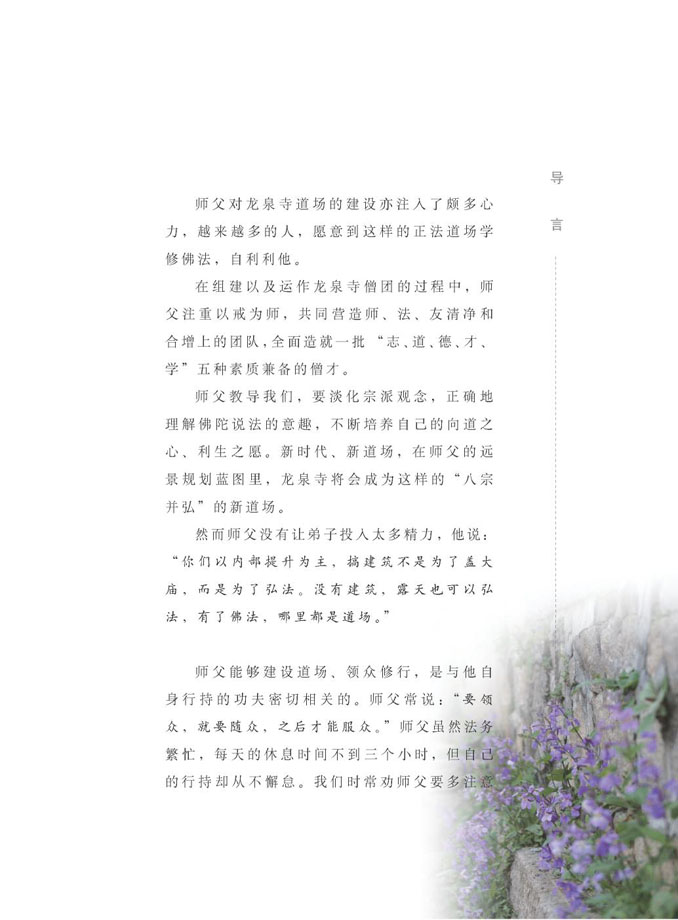 导
言
师父对龙泉寺道场的建设亦注入了颇多心
力，越来越多的人，愿意到这样的正法道场学
修佛法，自利利他。
在组建以及运作龙泉寺僧团的过程中，师
父注重以戒为师，共同营造师、法、友清净和
合增上的团队，全面造就一批 “志、道、德、才、
学”五种素质兼备的僧才。
师父教导我们，要淡化宗派观念，正确地
理解佛陀说法的意趣，不断培养自己的向道之
心、利生之愿。新时代、新道场，在师父的远
景规划蓝图里，龙泉寺将会成为这样的“八宗
并弘”的新道场。
然而师父没有让弟子投入太多精力，他说：
“你们以内部提升为主，搞建筑不是为了盖大
庙，而是为了弘法。没有建筑，露天也可以弘
法，有了佛法，哪里都是道场。”
师父能够建设道场、领众修行，是与他自
身行持的功夫密切相关的。师父常说：“要领
众，就要随众，之后才能服众。”师父虽然法务
繁忙，每天的休息时间不到三个小时，但自己
的行持却从不懈怠。我们时常劝师父要多注意